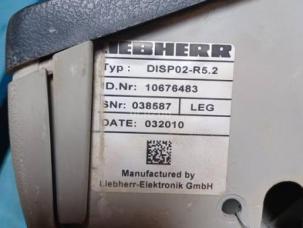 LIEBHERR
Typ: DISP02-R5.2
ID.Nr: 10676483
SNr: 038587 LEG
DATE: 032010
Manufactured by
Liebherr-Elektronik GmbH